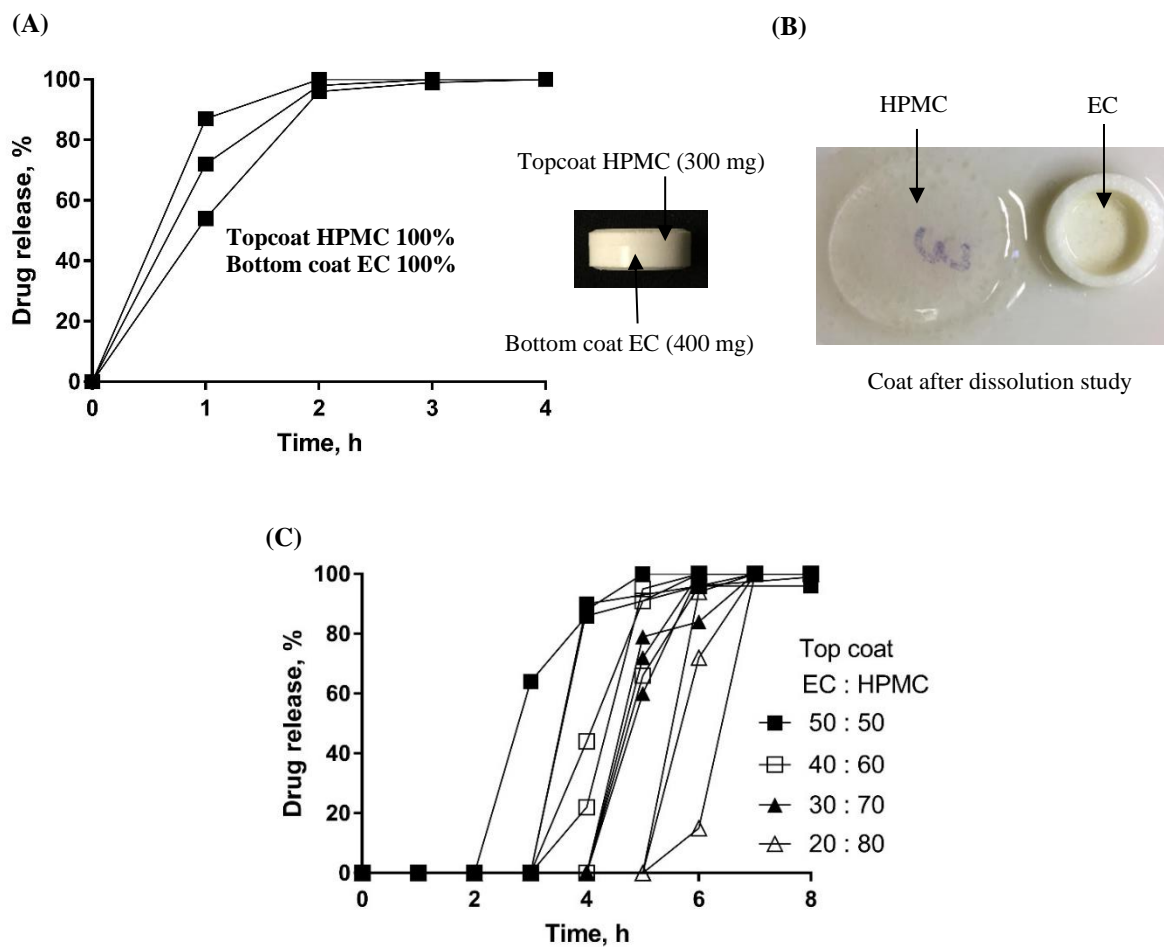 (A)
100
80
60
40
20
0
Drug release, %
0 1 2 3 4
Time, h
Topcoat HPMC 100%
Bottom coat EC 100%
Topcoat HPMC (300 mg)
Bottom coat EC (400 mg)
(B)
HPMC
EC
Coat after dissolution study
(C)
100
80
60
40
20
0
Drug release, %
0 2 4 6 8
Time, h
Top coat
EC : HPMC
50 : 50
40 : 60
30 : 70
20 : 80